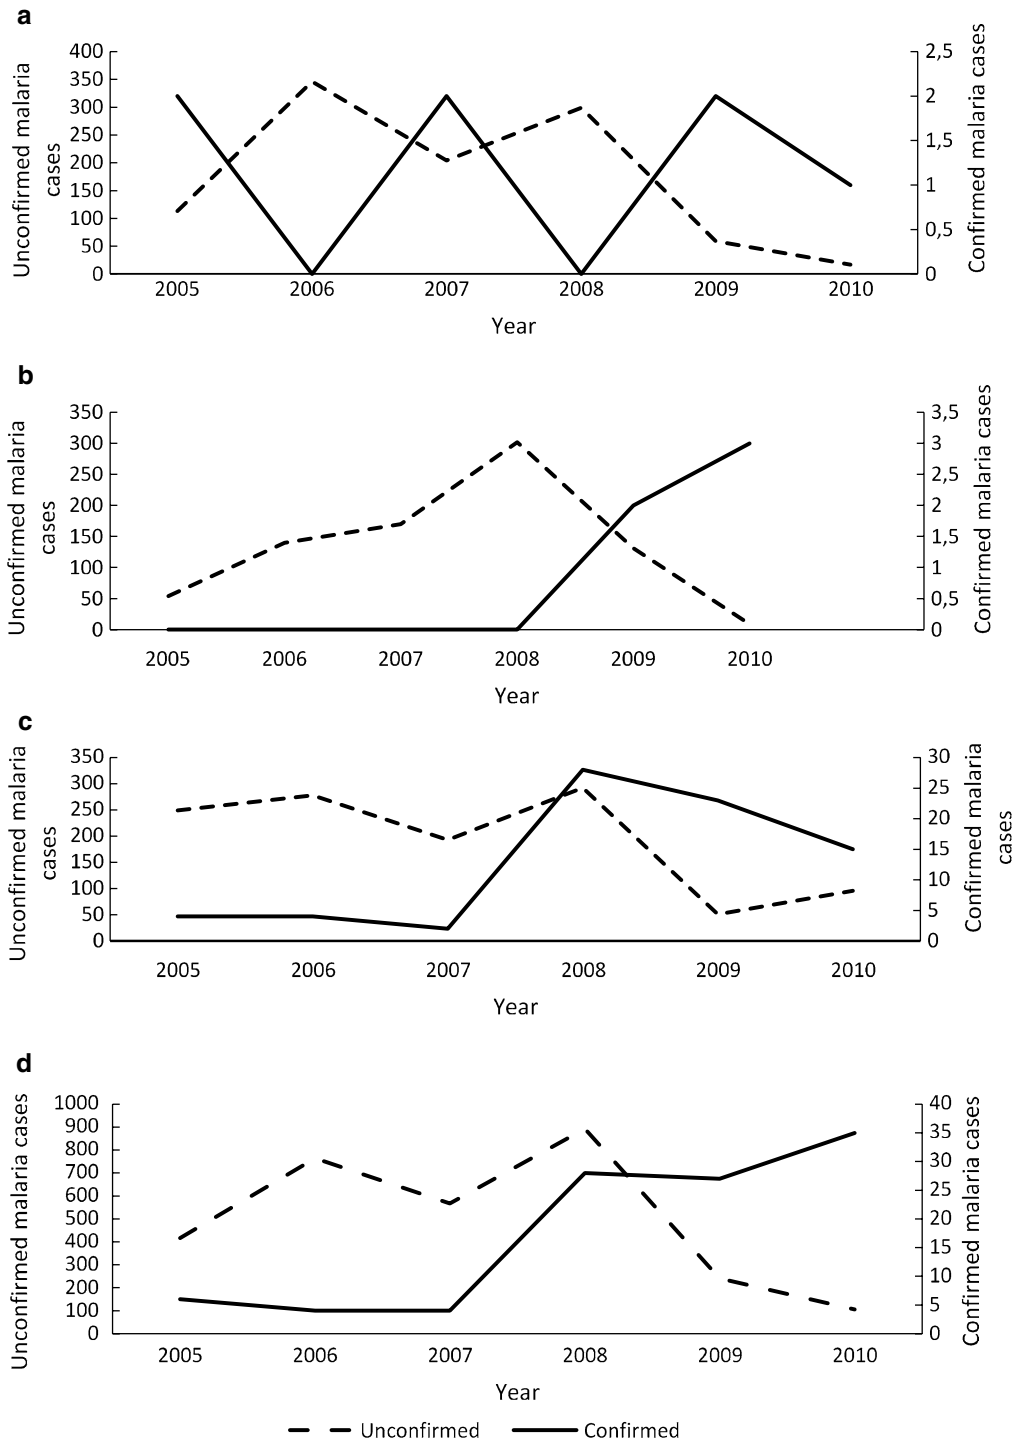 a
Unconfirmed malaria
cases
400
350
300
250
200
150
100
50
0
2,5
2
1,5
1
0,5
0
Confirmed malaria cases
2005 2006 2007 2008 2009 2010
Year
b
Unconfirmed malaria
cases
350
300
250
200
150
100
50
0
3,5
3
2,5
2
1,5
1
0,5
0
Confirmed malaria cases
2005 2006 2007 2008 2009 2010
Year
c
Unconfirmed malaria
cases
350
300
250
200
150
100
50
0
30
25
20
15
10
5
0
Confirmed malaria
cases
2005 2006 2007 2008 2009 2010
Year
d
Unconfirmed malaria cases
1000
900
800
700
600
500
400
300
200
100
0
40
35
30
25
20
15
10
5
0
Confirmed malaria cases
2005 2006 2007 2008 2009 2010
Year
Unconfirmed Confirmed